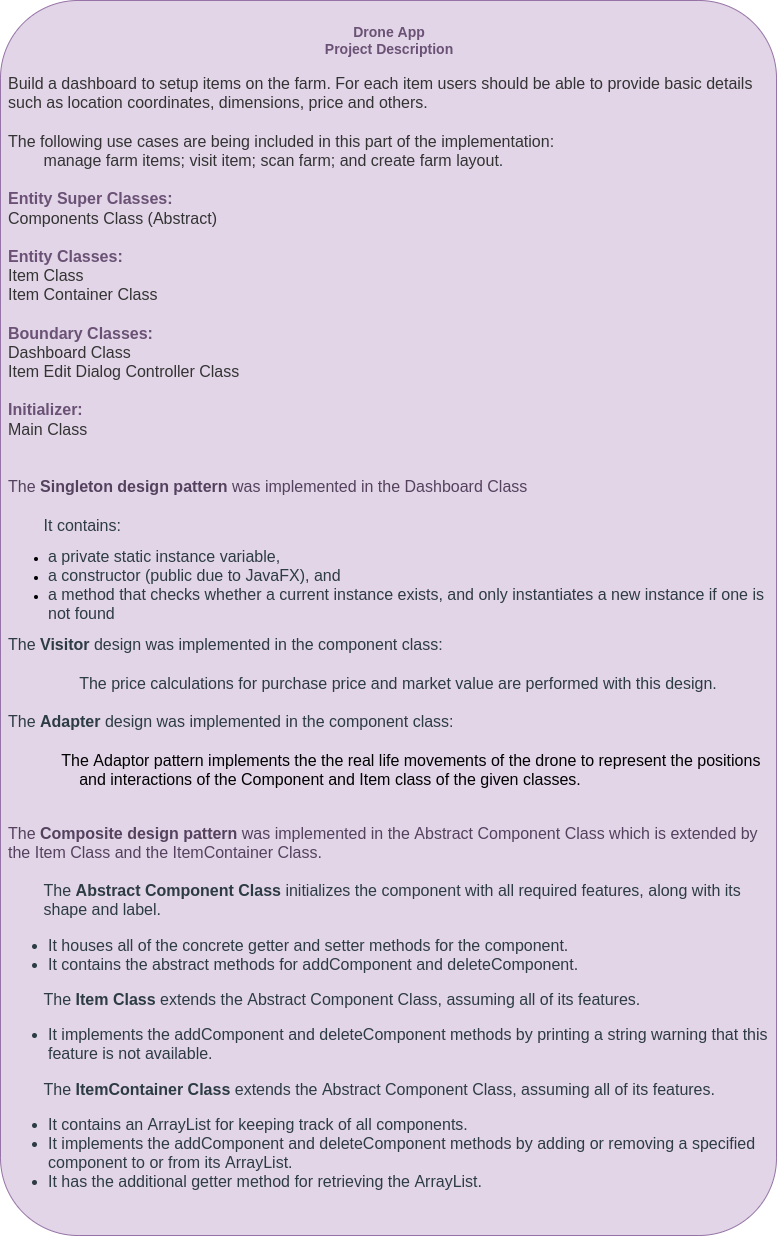 Drone App
Project Description
Build a dashboard to setup items on the farm. For each item users should be able to provide basic details
such as location coordinates, dimensions, price and others.
The following use cases are being included in this part of the implementation:
manage farm items; visit item; scan farm; and create farm layout.
Entity Super Classes:
Components Class (Abstract)
Entity Classes:
Item Class
Item Container Class
Boundary Classes:
Dashboard Class
Item Edit Dialog Controller Class
Initializer:
Main Class
The Singleton design pattern was implemented in the Dashboard Class
It contains:
• a private static instance variable,
• a constructor (public due to JavaFX), and
• a method that checks whether a current instance exists, and only instantiates a new instance if one is
not found
The Visitor design was implemented in the component class:
The price calculations for purchase price and market value are performed with this design.
The Adapter design was implemented in the component class:
The Adaptor pattern implements the the real life movements of the drone to represent the positions
and interactions of the Component and Item class of the given classes.
The Composite design pattern was implemented in the Abstract Component Class which is extended by
the Item Class and the ItemContainer Class.
The Abstract Component Class initializes the component with all required features, along with its
shape and label.
• It houses all of the concrete getter and setter methods for the component.
• It contains the abstract methods for addComponent and deleteComponent.
The Item Class extends the Abstract Component Class, assuming all of its features.
• It implements the addComponent and deleteComponent methods by printing a string warning that this
feature is not available.
The ItemContainer Class extends the Abstract Component Class, assuming all of its features.
• It contains an ArrayList for keeping track of all components.
• It implements the addComponent and deleteComponent methods by adding or removing a specified
component to or from its ArrayList.
• It has the additional getter method for retrieving the ArrayList.